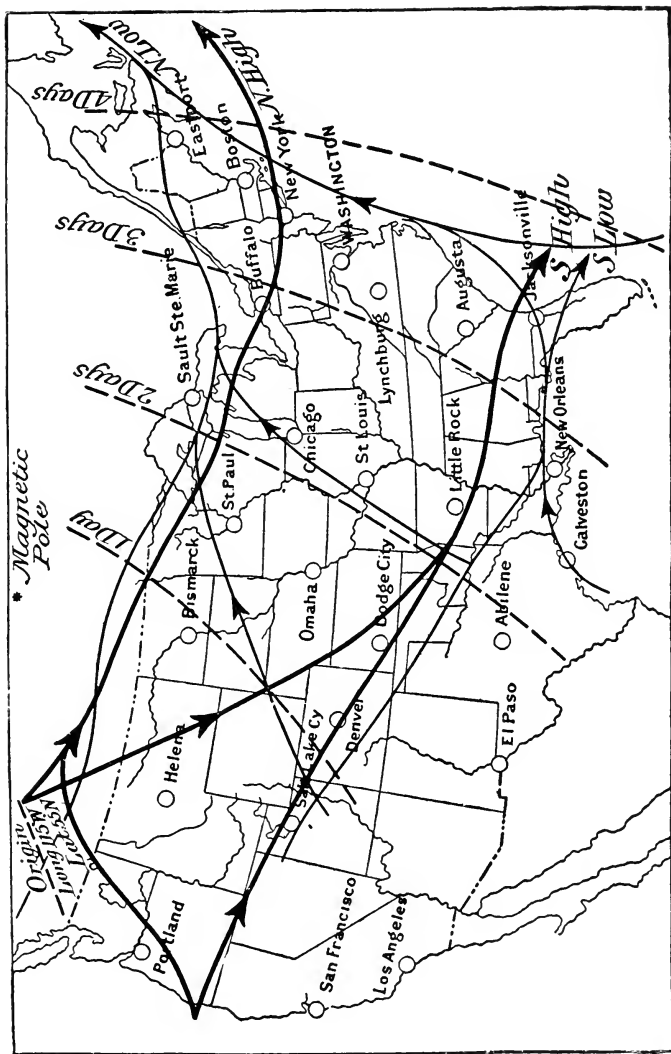 * Magnetic
Pole
Origin
Long 115 W
Lat 55 N
1 Day
2 Days
3 Days
4 Days
N. Low
N. High
S High
S Low
Portland
Helena
Bismarck
St. Paul
Sault Ste. Marie
Buffalo
Boston
Eastport
New York
WASHINGTON
Lynchburg
Chicago
St Louis
Omaha
Salt Lake Cy
Denver
Dodge City
San Francisco
Los Angeles
El Paso
Abilene
Little Rock
Augusta
Jacksonville
New Orleans
Galveston